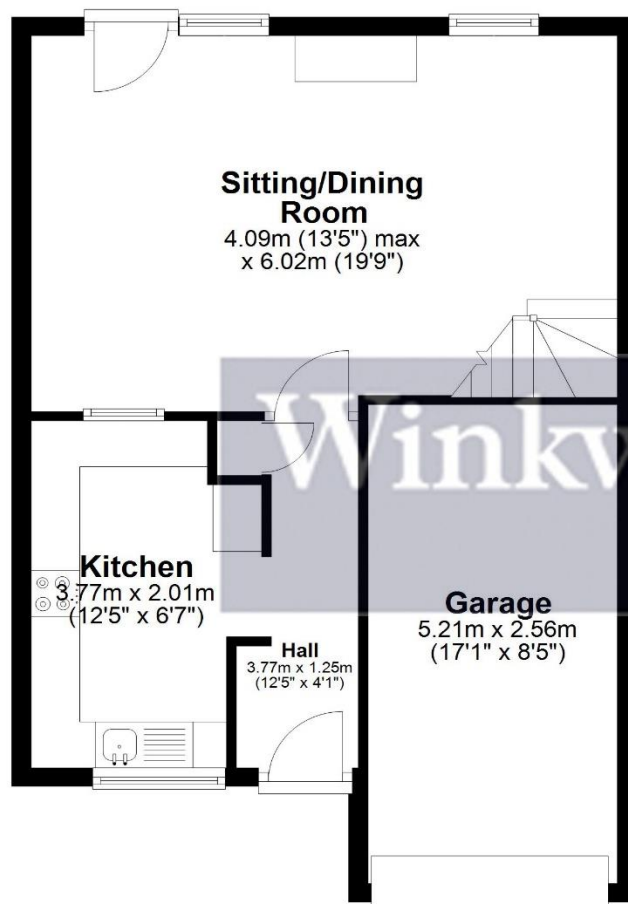 Sitting/Dining
Room
4.09m (13'5") max
x 6.02m (19'9")
Winkw
Kitchen
3.77m x 2.01m
(12'5" x 6'7")
Garage
5.21m x 2.56m
(17'1" x 8'5")
Hall
3.77m x 1.25m
(12'5" x 4'1")